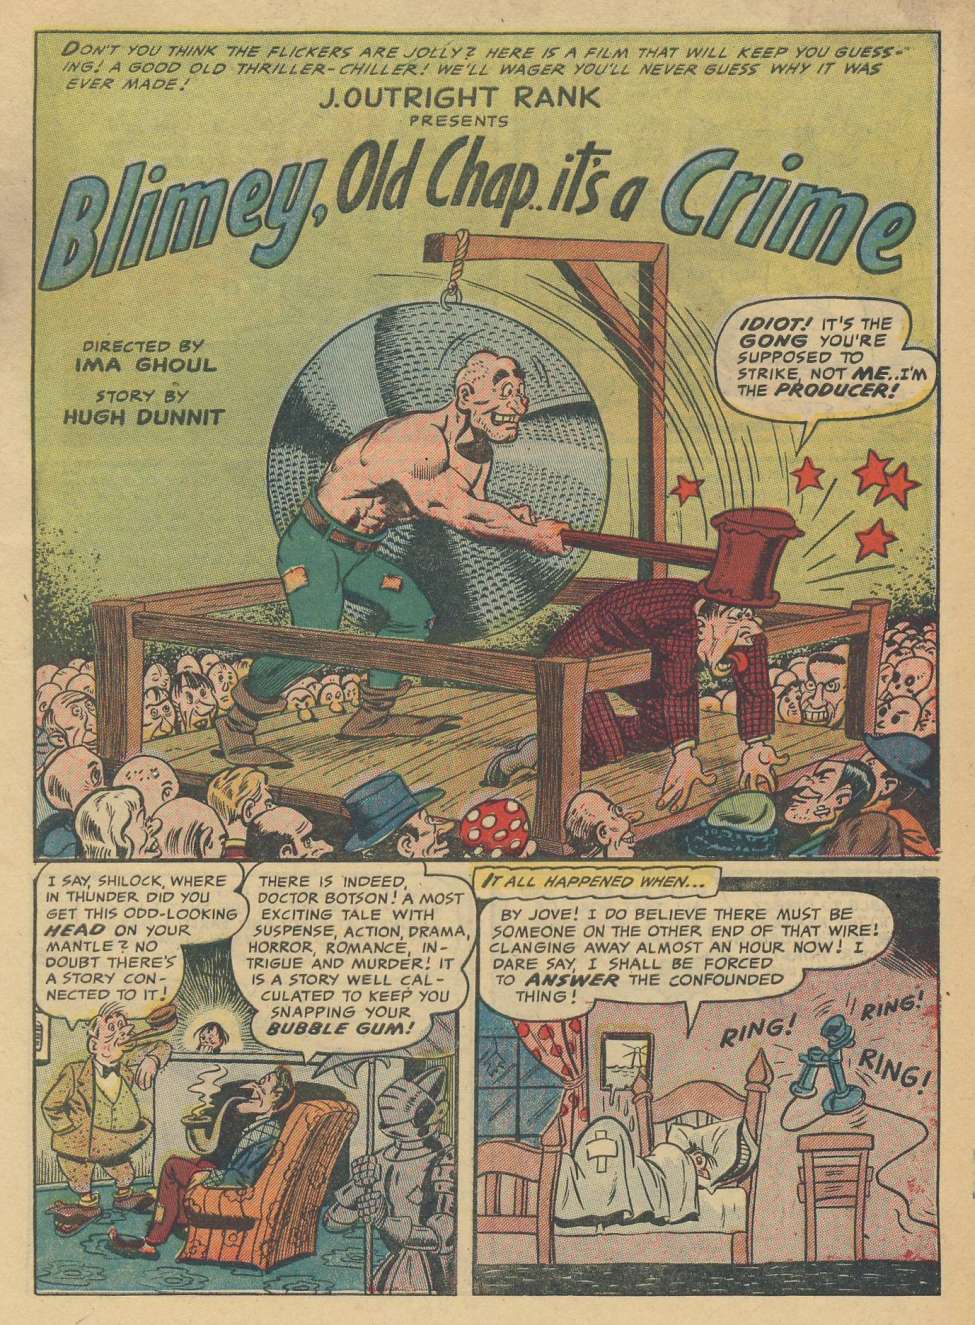 DON'T YOU THINK THE FLICKERS ARE JOLLY? HERE IS A FILM THAT WILL KEEP YOU GUESS-
ING! A GOOD OLD THRILLER-CHILLER! WE'LL WAGER YOU'LL NEVER GUESS WHY IT WAS
EVER MADE!
J. OUTRIGHT RANK
PRESENTS
Blimey, Old Chap.. it's a Crime
DIRECTED BY
IMA GHOUL
STORY BY
HUGH DUNNIT
IDIOT! IT'S THE
GONG YOU'RE
SUPPOSED TO
STRIKE, NOT ME.. I'M
THE PRODUCER!
I SAY, SHILOCK, WHERE
IN THUNDER DID YOU
GET THIS ODD-LOOKING
HEAD ON YOUR
MANTLE? NO
DOUBT THERE'S
A STORY CON-
NECTED TO IT!
THERE IS INDEED,
DOCTOR BOTSON! A MOST
EXCITING TALE WITH
SUSPENSE, ACTION, DRAMA,
HORROR, ROMANCE, IN-
TRIGUE AND MURDER! IT
IS A STORY WELL CAL-
CULATED TO KEEP YOU
SNAPPING YOUR
BUBBLE GUM!
IT ALL HAPPENED WHEN...
BY JOVE! I DO BELIEVE THERE MUST BE
SOMEONE ON THE OTHER END OF THAT WIRE!
CLANGING AWAY ALMOST AN HOUR NOW! I
DARE SAY, I SHALL BE FORCED
TO ANSWER THE CONFOUNDED
THING!
RING!
RING!
RING!